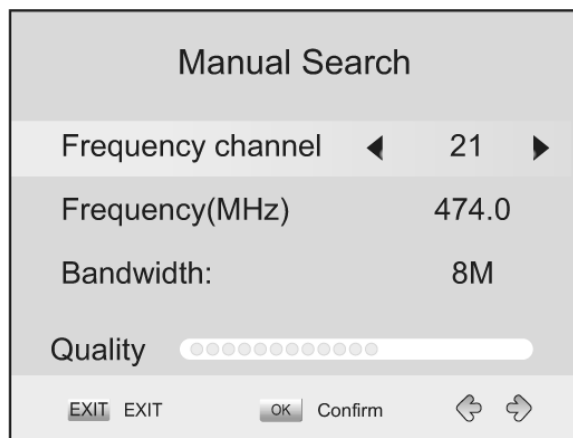 Manual Search
Frequency channel 21
Frequency(MHz) 474.0
Bandwidth: 8M
Quality
EXIT EXIT OK Confirm